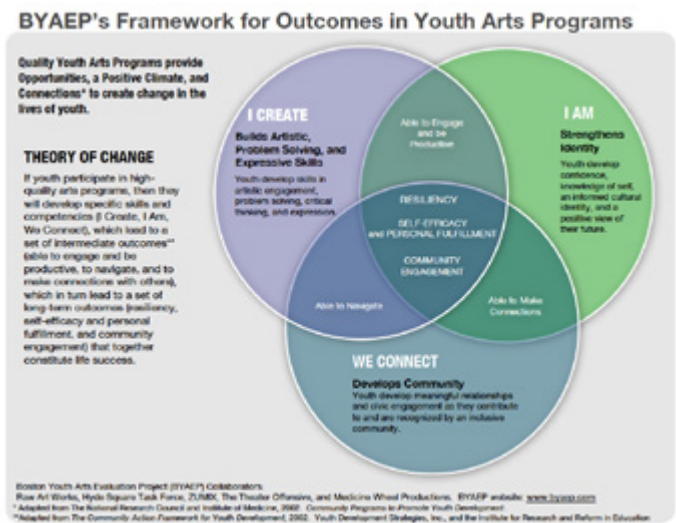 BYAEP's Framework for Outcomes in Youth Arts Programs
Quality Youth Arts Programs provide
Opportunities, a Positive Climate, and
Connections* to create change in the
lives of youth.
THEORY OF CHANGE
If youth participate in high-
quality arts programs, then they
will develop specific skills and
competencies (I Create, I Am,
We Connect), which lead to a
set of intermediate outcomes**
(able to engage and be
productive, to navigate, and to
make connections with others),
which in turn lead to a set of
long-term outcomes (resiliency,
self-efficacy and personal
fulfillment, and community
engagement) that together
constitute life success.
I CREATE
Builds Artistic,
Problem Solving, and
Expressive Skills
Youth develop skills in
artistic engagement,
problem solving, critical
thinking, and expression.
Able to Engage
and be
Productive
I AM
Strengthens
Identity
Youth develop
confidence,
knowledge of self,
an informed cultural
identity, and a
positive view of
their future.
RESILIENCY
SELF-EFFICACY
and PERSONAL FULFILLMENT
COMMUNITY
ENGAGEMENT
Able to Navigate
Able to Make
Connections
WE CONNECT
Develops Community
Youth develop meaningful relationships
and civic engagement as they contribute
to and are recognized by an inclusive
community.
Boston Youth Arts Evaluation Project (BYAEP) Collaborators:
Raw Art Works, Hyde Square Task Force, ZUMIX, The Theater Offensive, and Medicine Wheel Productions. BYAEP website: www.byaep.com
* Adapted from The National Research Council and Institute of Medicine, 2002. Community Programs to Promote Youth Development
**Adapted from The Community Action Framework for Youth Development, 2002. Youth Development Strategies, Inc., and the Institute for Research and Reform in Education